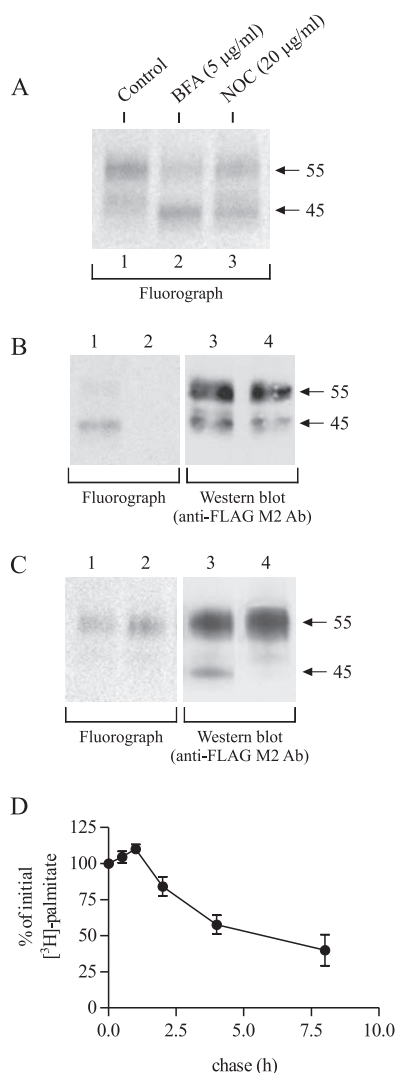 A
Control
BFA (5 µg/ml)
NOC (20 µg/ml)
55
45
1 2 3
Fluorograph
B
1 2 3 4
55
45
Fluorograph
Western blot
(anti-FLAG M2 Ab)
C
1 2 3 4
55
45
Fluorograph
Western blot
(anti-FLAG M2 Ab)
D
% of initial
[³H]-palmitate
125
100
75
50
25
0
0.0 2.5 5.0 7.5 10.0
chase (h)